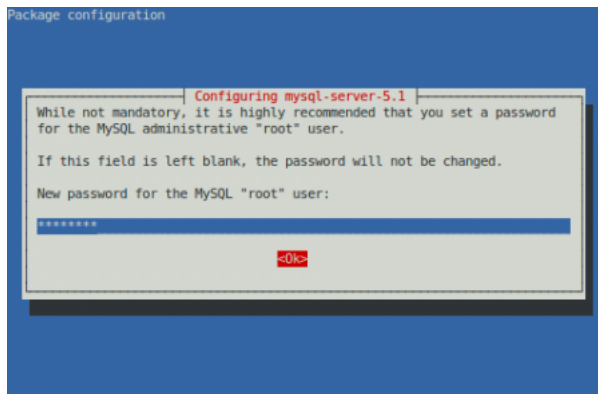 Package configuration
Configuring mysql-server-5.1
While not mandatory, it is highly recommended that you set a password
for the MySQL administrative "root" user.
If this field is left blank, the password will not be changed.
New password for the MySQL "root" user:
********
<Ok>